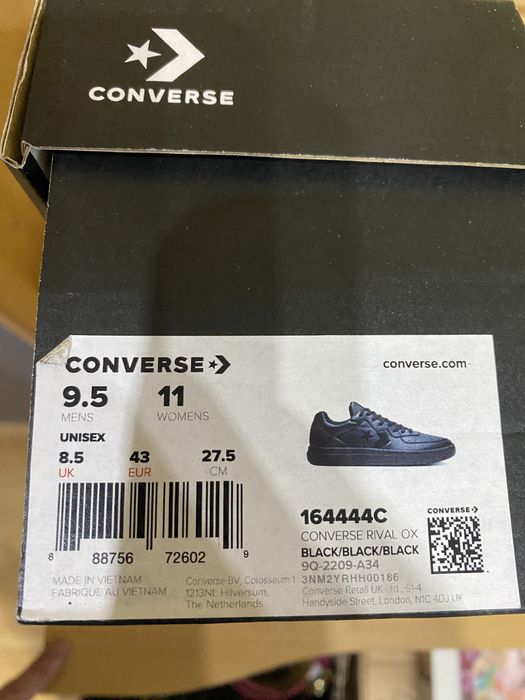 CONVERSE
CONVERSE
converse.com
9.5 11
MENS WOMENS
UNISEX
8.5 43 27.5
UK EUR CM
164444C
CONVERSE RIVAL OX
BLACK/BLACK/BLACK
9Q-2209-A34
3NM2YRHH00186
CONVERSE
8 88756 72602 9
MADE IN VIETNAM
FABRIQUE AU VIETNAM
Converse BV, Colosseum 1
1213NL Hilversum,
The Netherlands
Converse Retail UK Ltd., S1-4
Handyside Street, London, N1C 4DJ UK